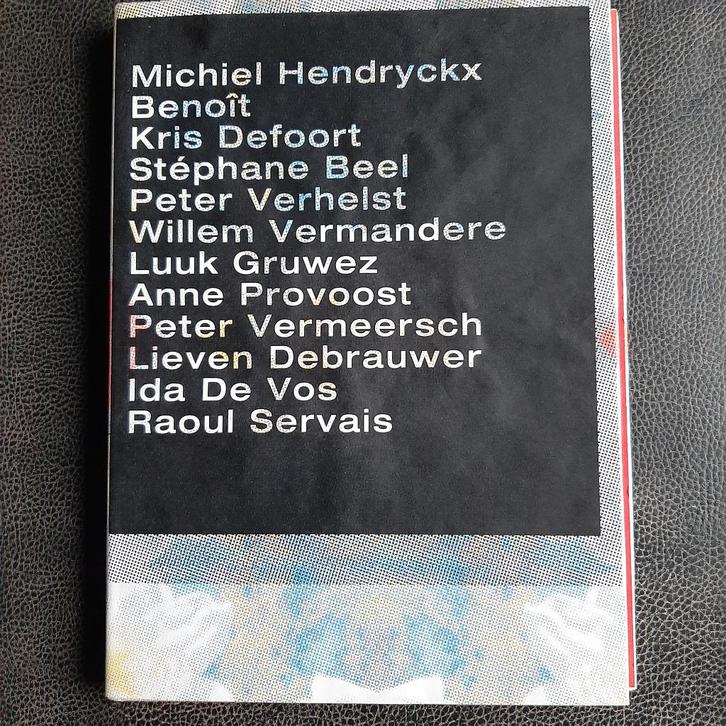 Michiel Hendryckx
Benoît
Kris Defoort
Stéphane Beel
Peter Verhelst
Willem Vermandere
Luuk Gruwez
Anne Provoost
Peter Vermeersch
Lieven Debrauwer
Ida De Vos
Raoul Servais